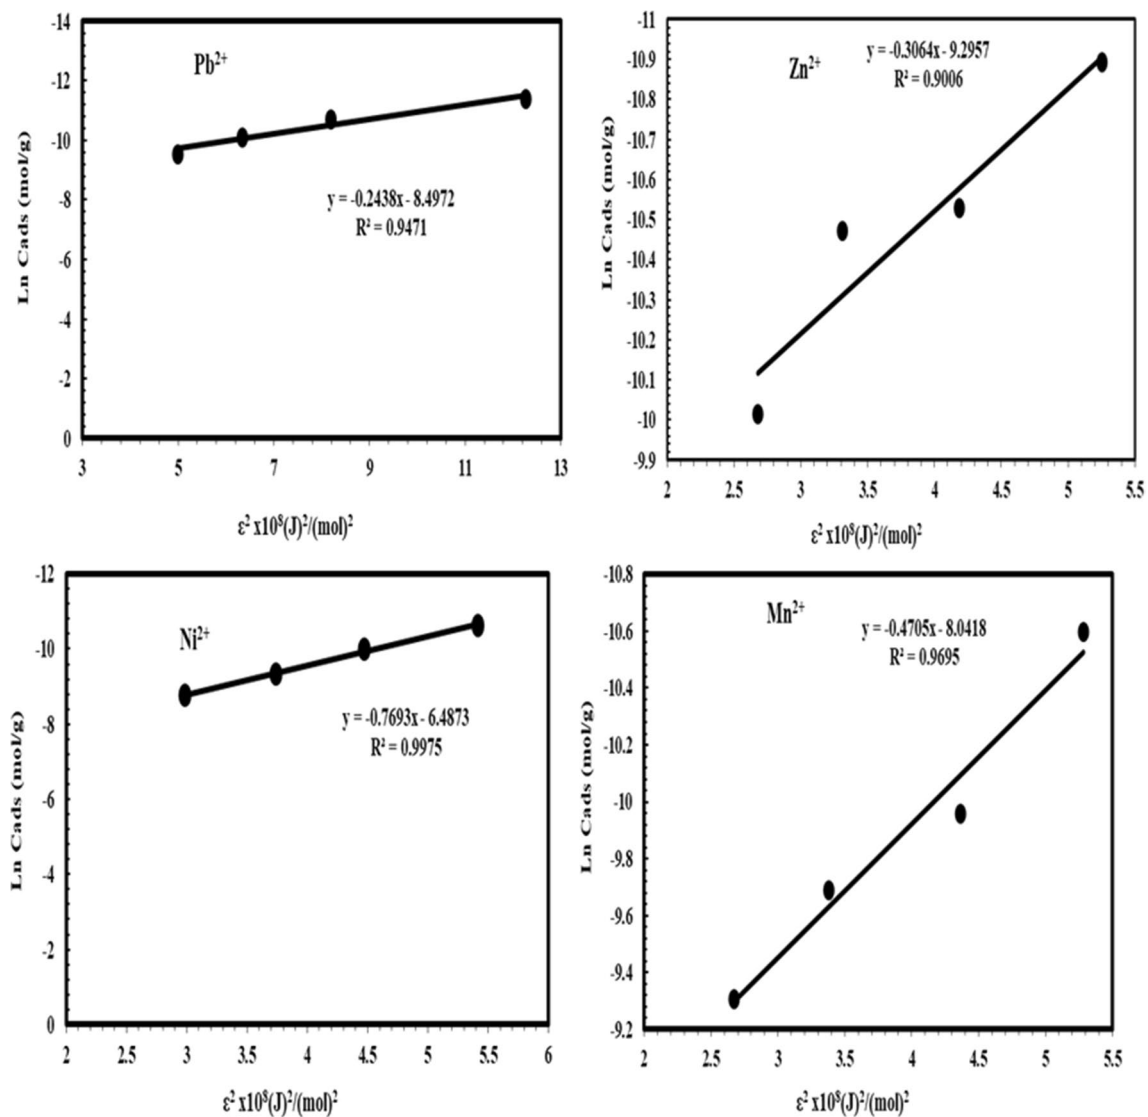 -14
-12
-10
-8
-6
-4
-2
0
Ln Cads (mol/g)
Pb²⁺
y = -0.2438x - 8.4972
R² = 0.9471
3 5 7 9 11 13
ε² x10⁸(J)²/(mol)²
-11
-10.9
-10.8
-10.7
-10.6
-10.5
-10.4
-10.3
-10.2
-10.1
-10
-9.9
Ln Cads (mol/g)
Zn²⁺
y = -0.3064x - 9.2957
R² = 0.9006
2 2.5 3 3.5 4 4.5 5 5.5
ε² x10⁸(J)²/(mol)²
-12
-10
-8
-6
-4
-2
0
Ln Cads (mol/g)
Ni²⁺
y = -0.7693x - 6.4873
R² = 0.9975
2 2.5 3 3.5 4 4.5 5 5.5 6
ε² x10⁸(J)²/(mol)²
-10.8
-10.6
-10.4
-10.2
-10
-9.8
-9.6
-9.4
-9.2
Ln Cads (mol/g)
Mn²⁺
y = -0.4705x - 8.0418
R² = 0.9695
2 2.5 3 3.5 4 4.5 5 5.5
ε² x10⁸(J)²/(mol)²